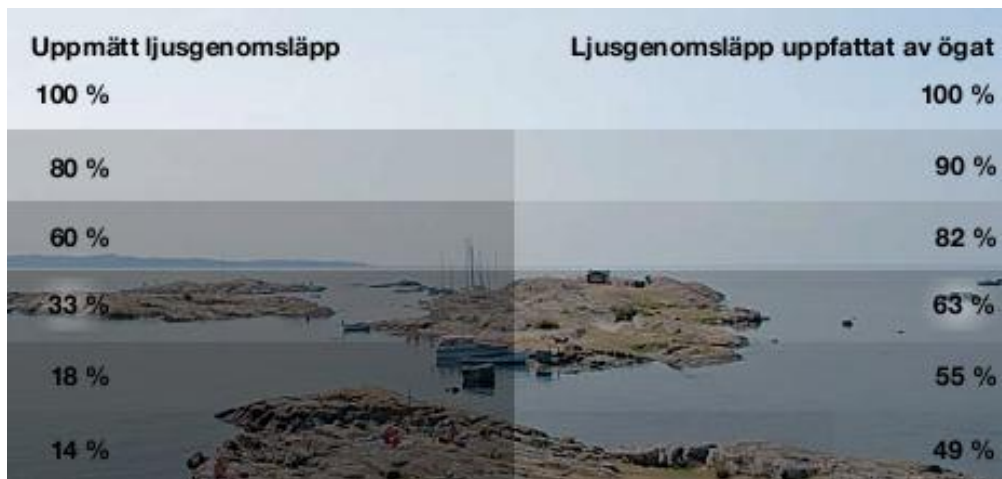 Uppmätt ljusgenomsläpp Ljusgenomsläpp uppfattat av ögat
100 % 100 %
80 % 90 %
60 % 82 %
33 % 63 %
18 % 55 %
14 % 49 %